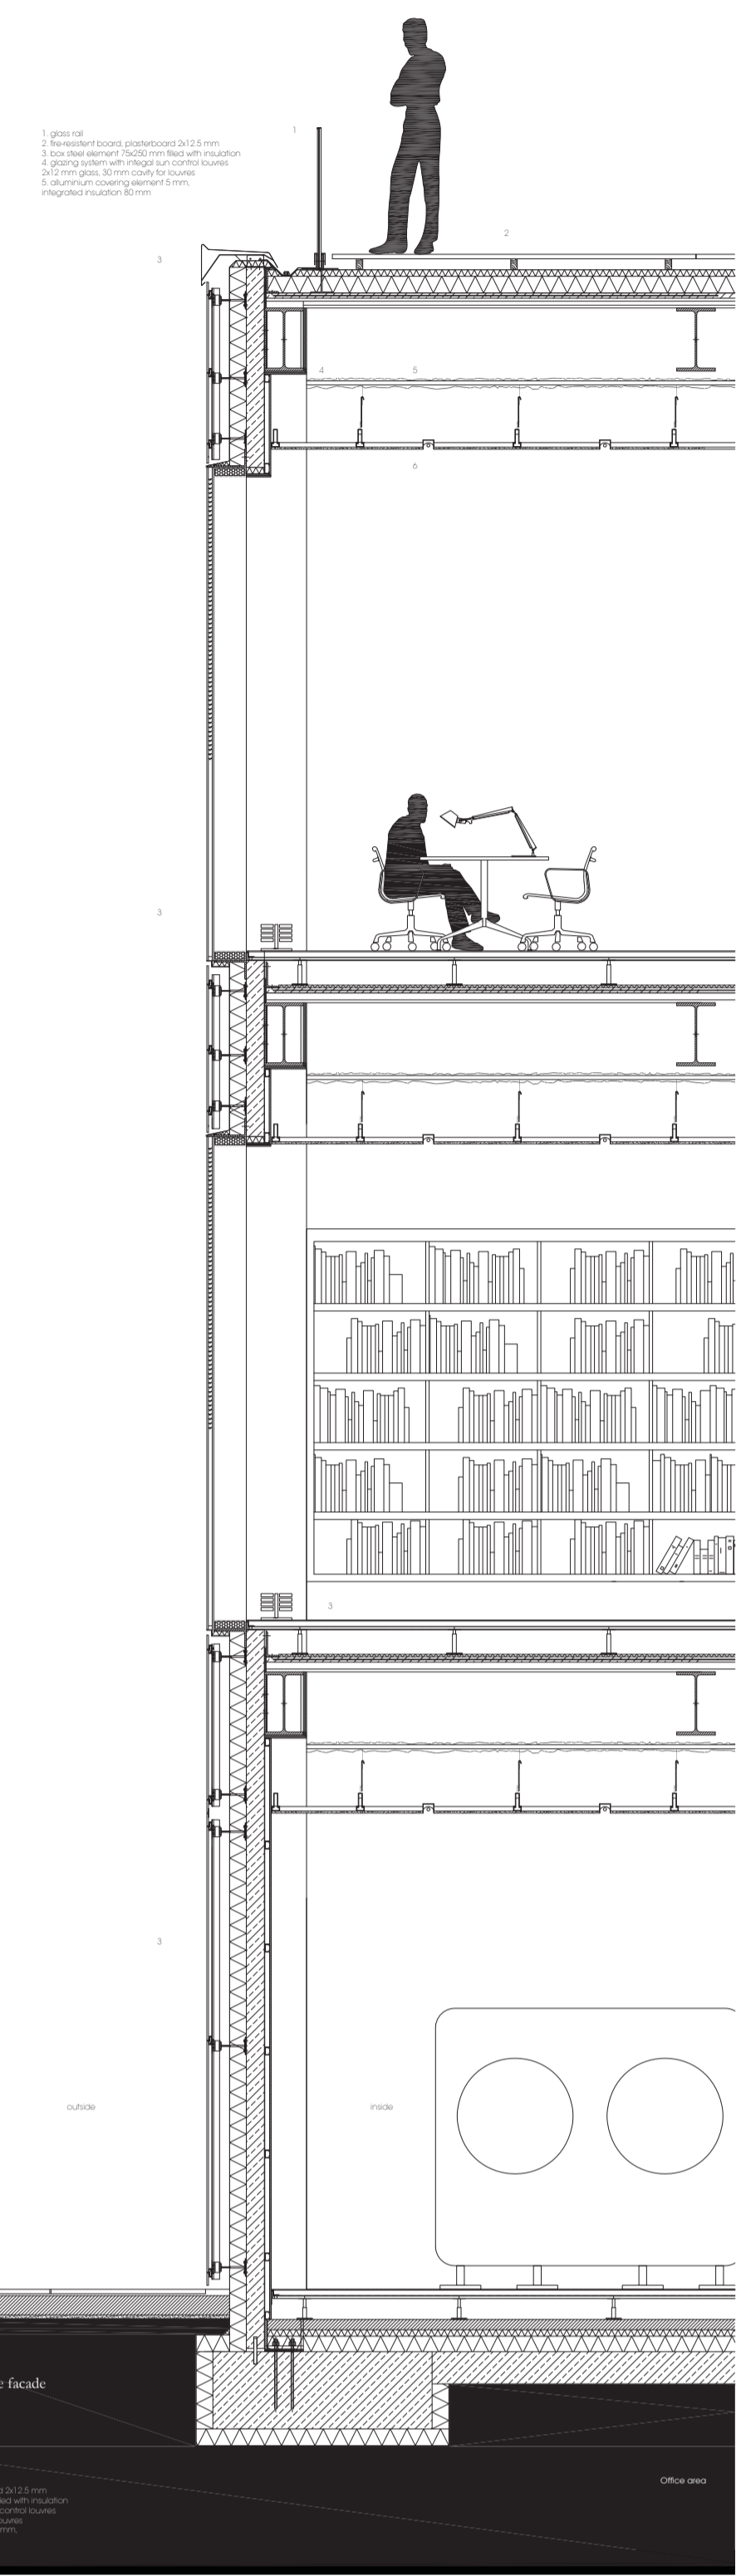 1. glass rail
2. fire-resistent board, plasterboard 2x12.5 mm
3. box steel element 75x250 mm filled with insulation
4. glazing system with integal sun control louvres
2x12 mm glass, 30 mm cavity for louvres
5. alluminium covering element 5 mm,
integrated insulation 80 mm
1
2
3
4
5
6
3
3
3
outside
inside
e facade
Office area
d 2x12.5 mm
led with insulation
control louvres
ouvres
mm,